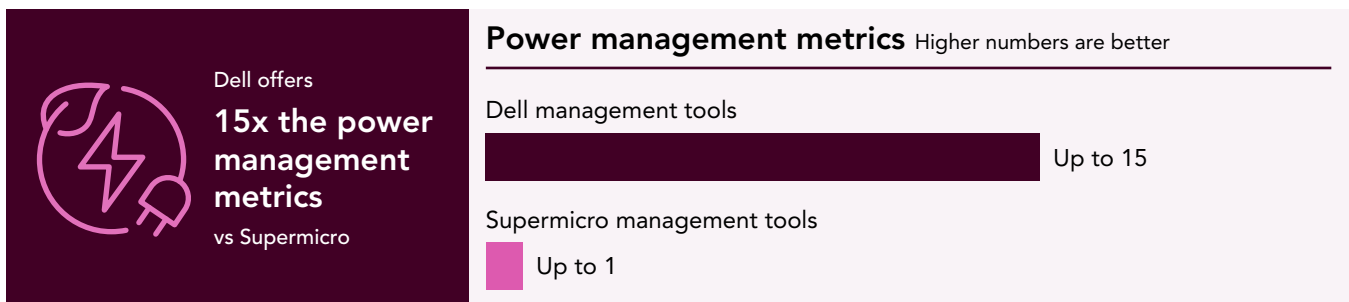 Dell offers
15x the power
management
metrics
vs Supermicro
Power management metrics Higher numbers are better
Dell management tools
Up to 15
Supermicro management tools
Up to 1